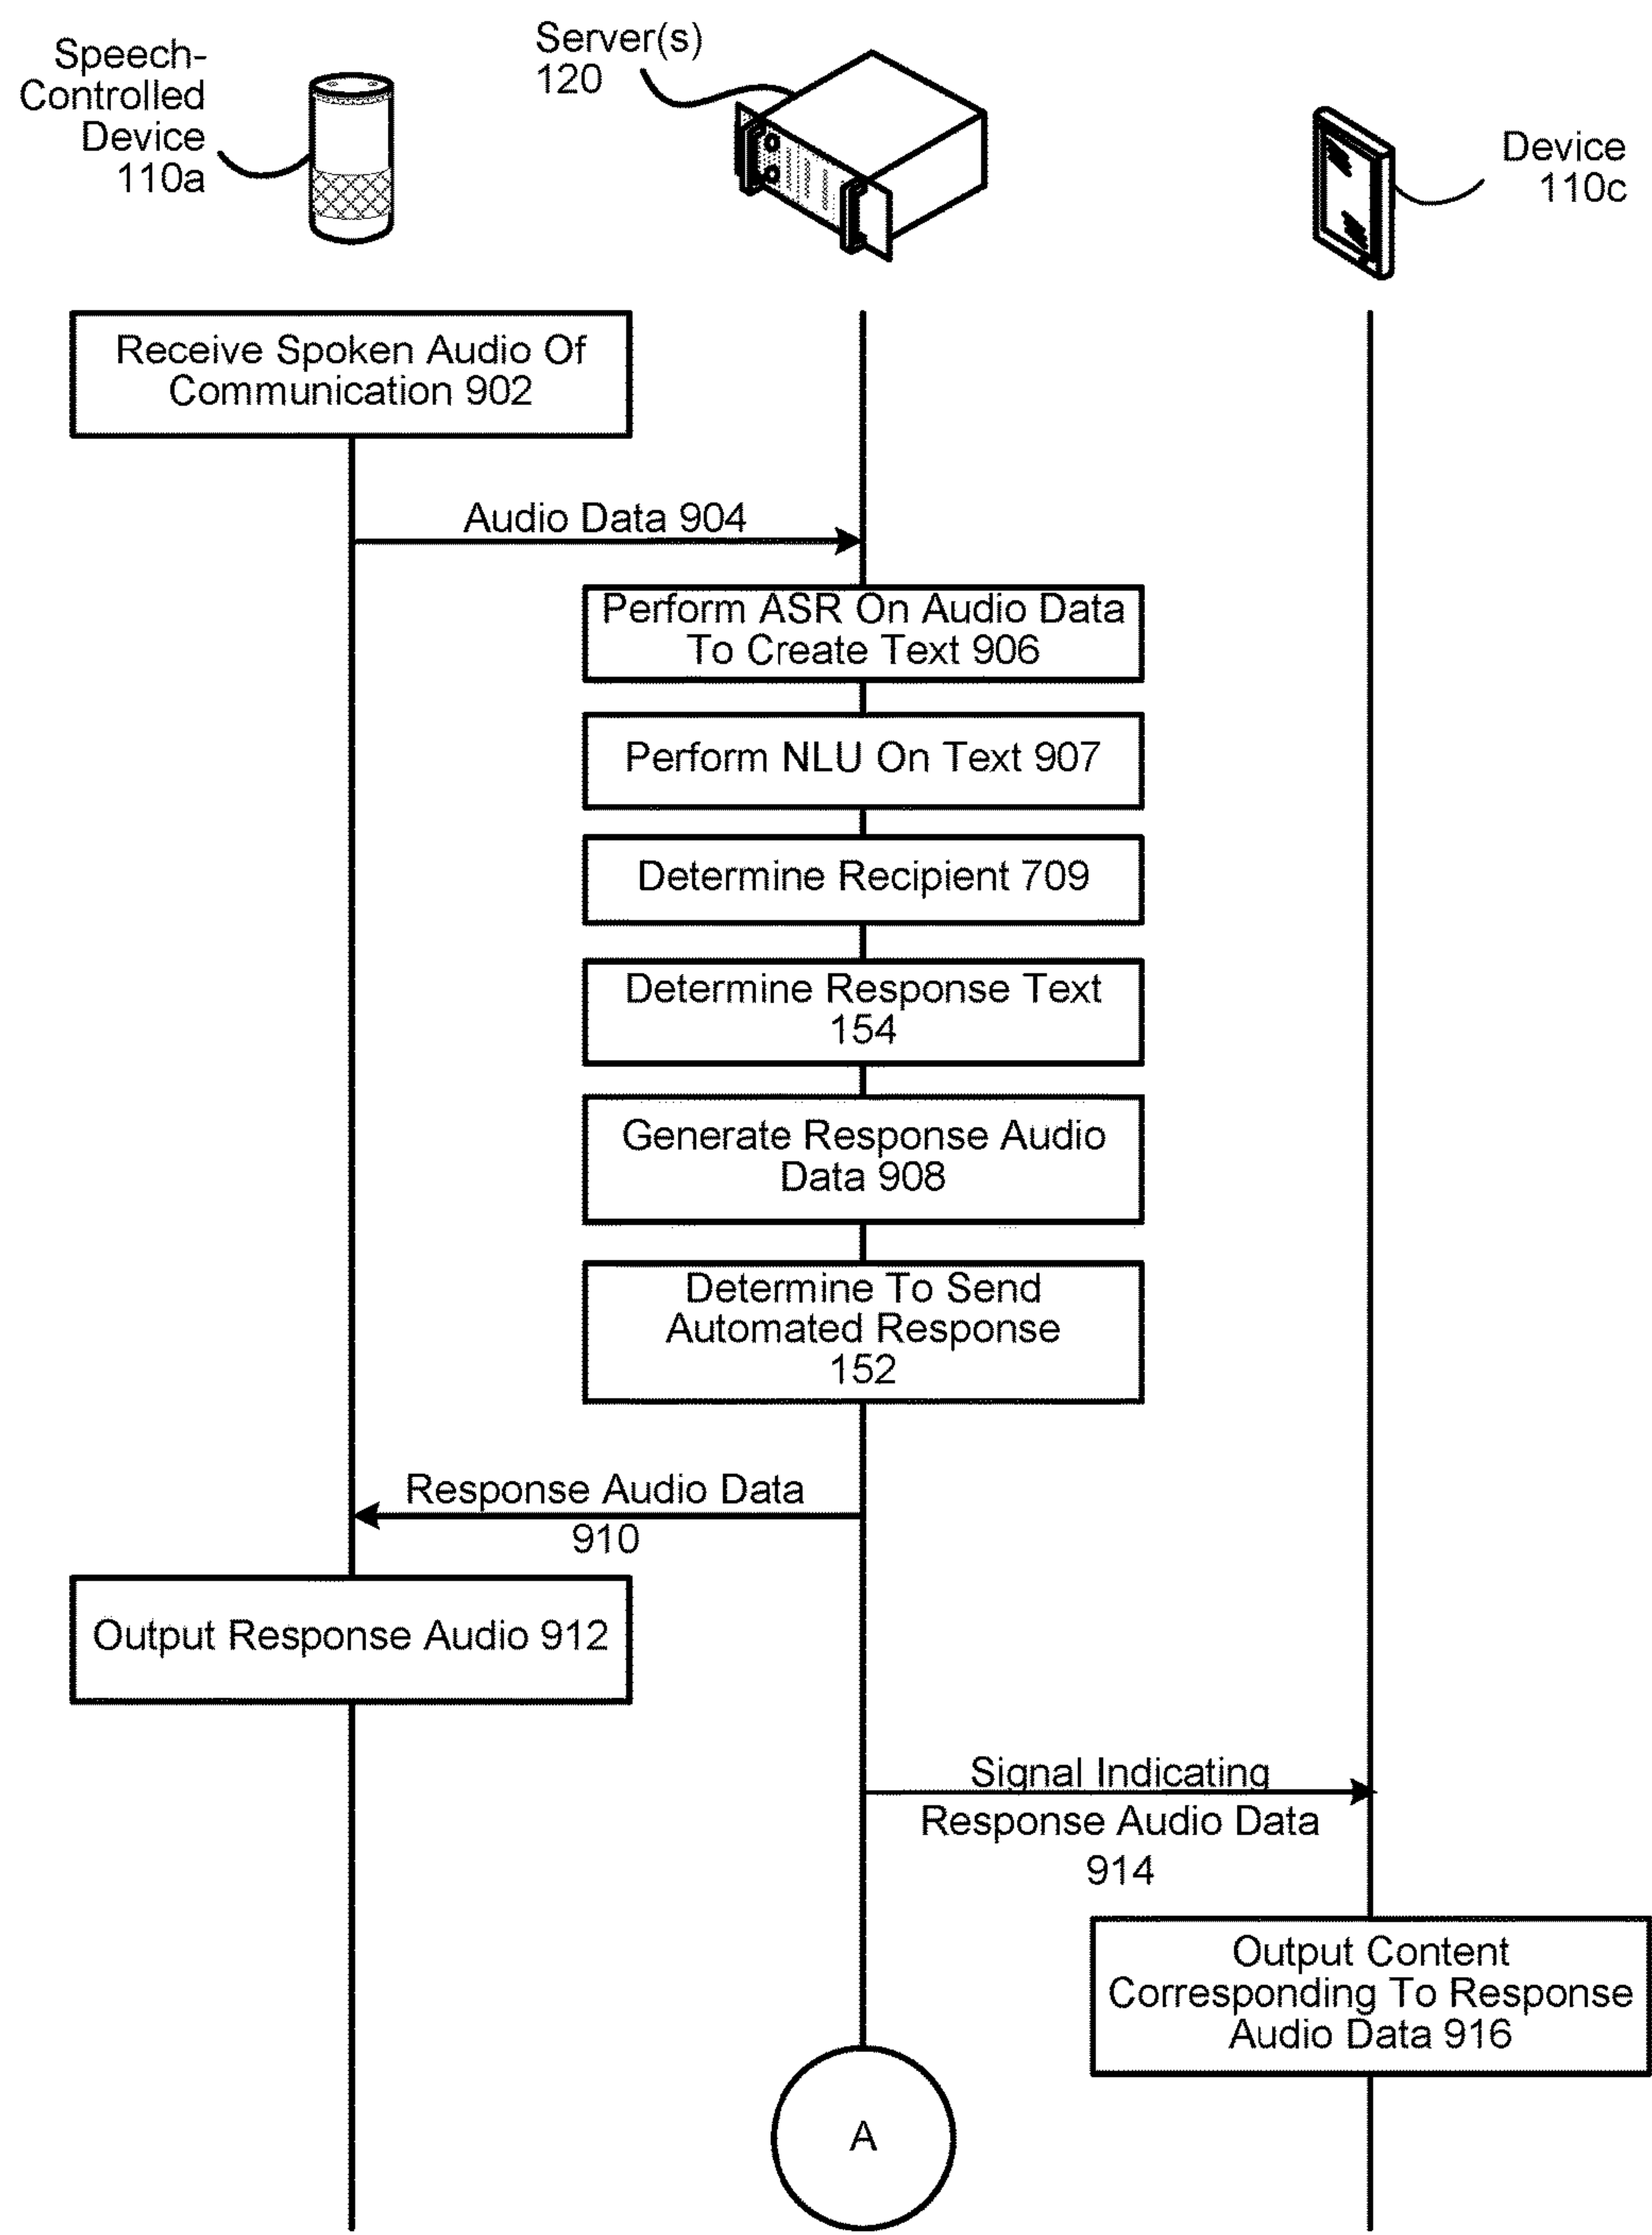 Speech-
Controlled
Device
110a
Server(s)
120
Device
110c
Receive Spoken Audio Of
Communication 902
Audio Data 904
Perform ASR On Audio Data
To Create Text 906
Perform NLU On Text 907
Determine Recipient 709
Determine Response Text
154
Generate Response Audio
Data 908
Determine To Send
Automated Response
152
Response Audio Data
910
Output Response Audio 912
Signal Indicating
Response Audio Data
914
Output Content
Corresponding To Response
Audio Data 916
A